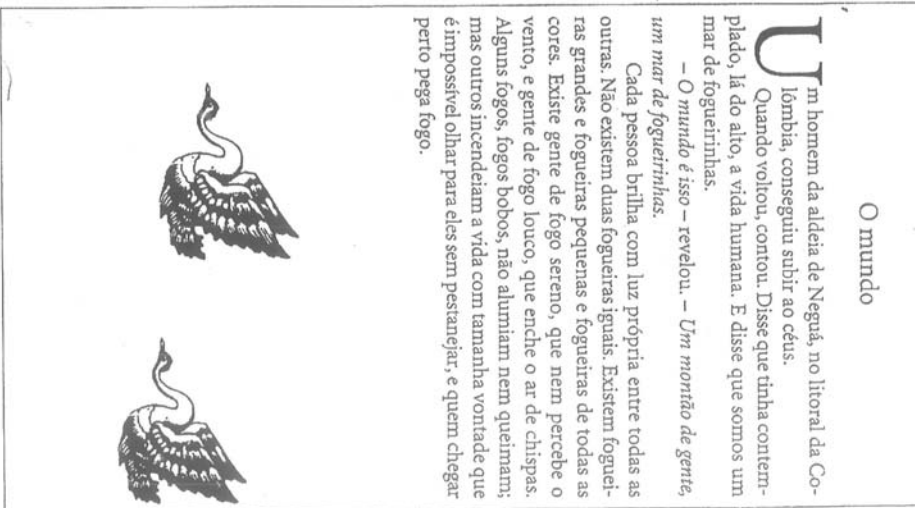 O mundo
Um homem da aldeia de Neguá, no litoral da Co-
lômbia, conseguiu subir ao céus.
Quando voltou, contou. Disse que tinha contem-
plado, lá do alto, a vida humana. E disse que somos um
mar de fogueirinhas.
– O mundo é isso – revelou. – Um montão de gente,
um mar de fogueirinhas.
Cada pessoa brilha com luz própria entre todas as
outras. Não existem duas fogueiras iguais. Existem foguei-
ras grandes e fogueiras pequenas e fogueiras de todas as
cores. Existe gente de fogo sereno, que nem percebe o
vento, e gente de fogo louco, que enche o ar de chispas.
Alguns fogos, fogos bobos, não alumiam nem queimam;
mas outros incendeiam a vida com tamanha vontade que
é impossível olhar para eles sem pestanejar, e quem chegar
perto pega fogo.